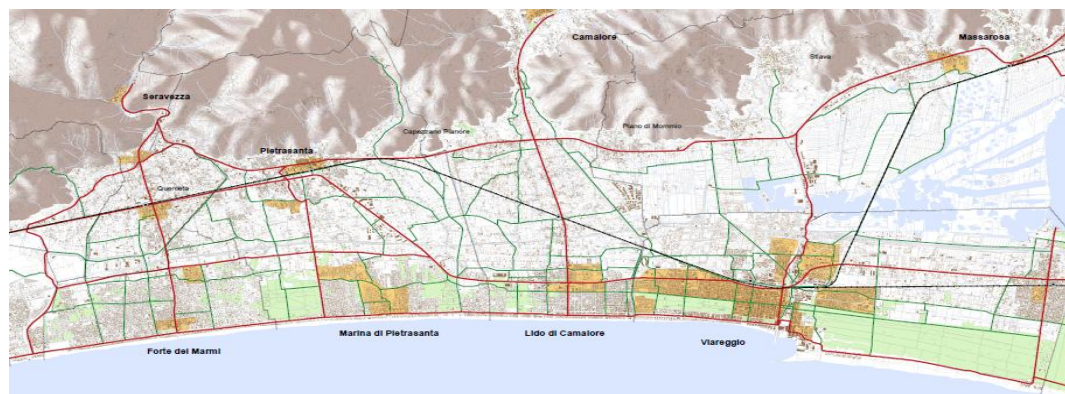 Camaiore
Massarosa
Stiava
Seravezza
Capezzano Pianore
Piano di Mommio
Pietrasanta
Querceta
Marina di Pietrasanta
Lido di Camaiore
Forte dei Marmi
Viareggio